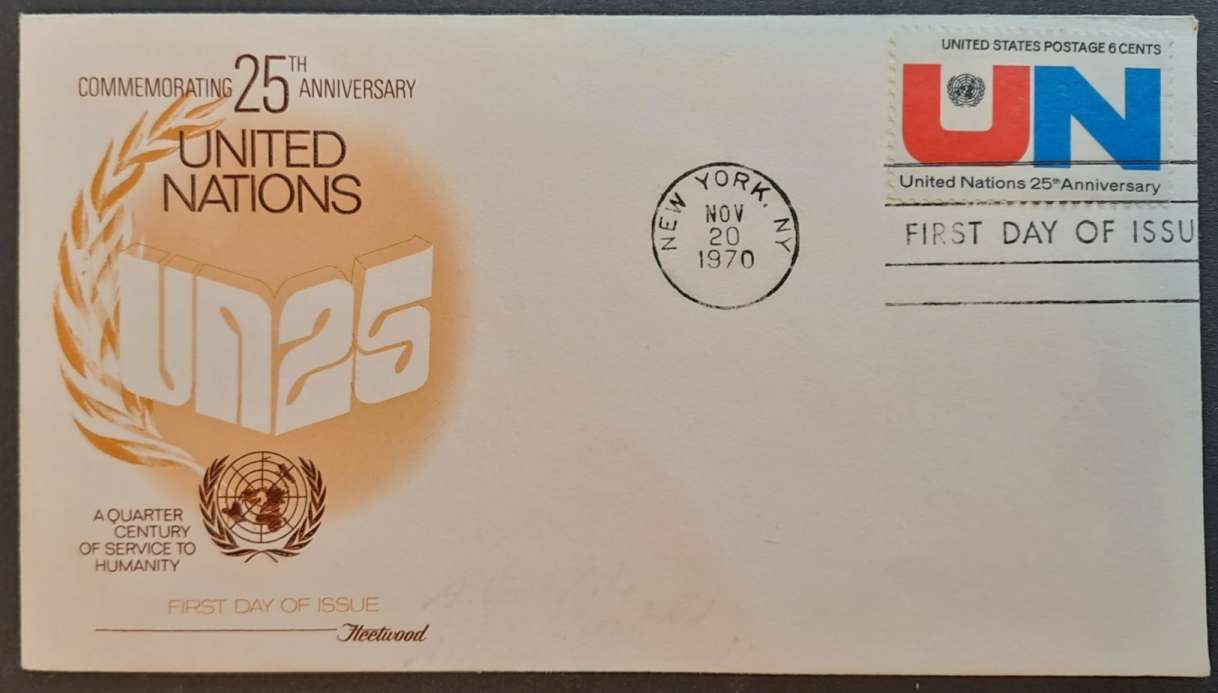 COMMEMORATING 25TH ANNIVERSARY
UNITED
NATIONS
UN25
A QUARTER
CENTURY
OF SERVICE TO
HUMANITY
FIRST DAY OF ISSUE
Fleetwood
NEW YORK, NY
NOV
20
1970
UNITED STATES POSTAGE 6 CENTS
UN
United Nations 25th Anniversary
FIRST DAY OF ISSU